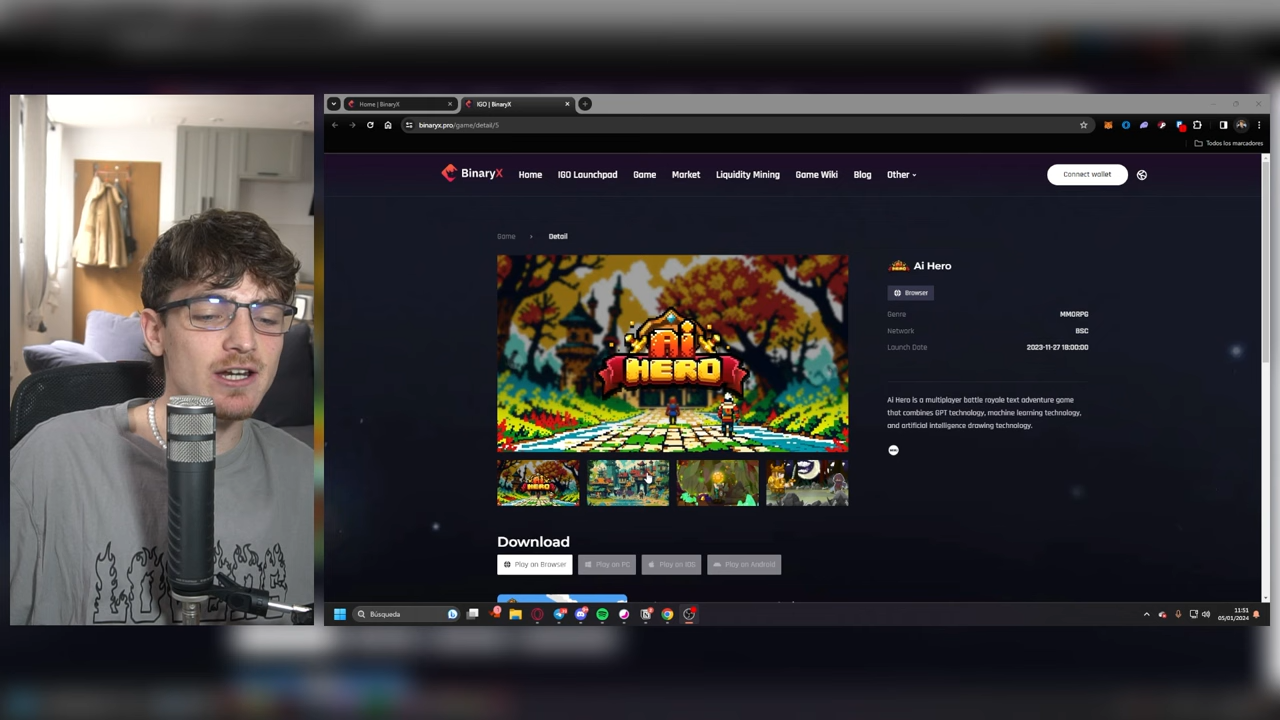 Home | BinaryX
IGO | BinaryX
binaryx.pro/game/detail/5
Todos los marcadores
BinaryX
Home
IGO Launchpad
Game
Market
Liquidity Mining
Game Wiki
Blog
Other
Connect wallet
Game > Detail
Ai
HERO
Ai Hero
Browser
Genre MMORPG
Network BSC
Launch Date 2023-11-27 18:00:00
Ai Hero is a multiplayer battle royale text adventure game
that combines GPT technology, machine learning technology,
and artificial intelligence drawing technology.
Ai
HERO
Download
Play on Browser
Play on PC
Play on IOS
Play on Android
Búsqueda
11:51
05/01/2024